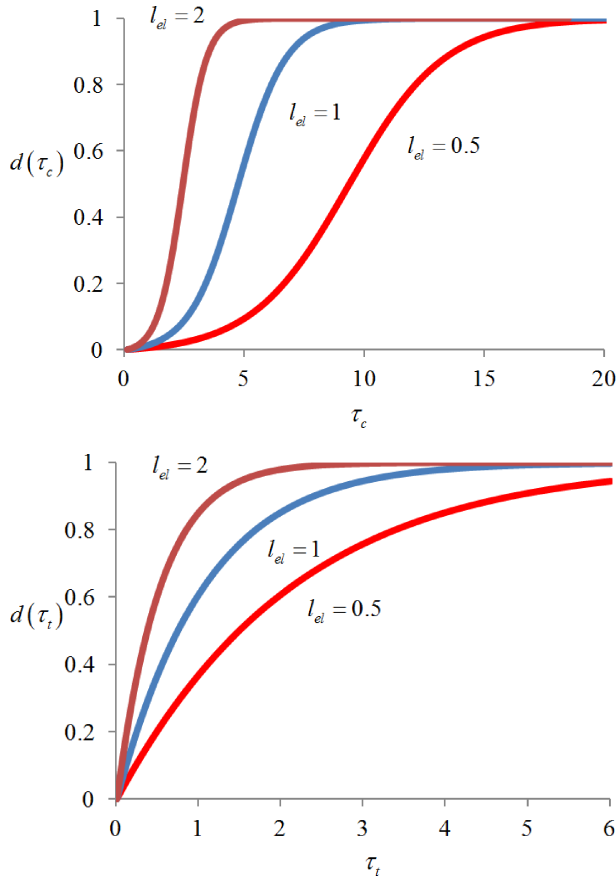 1
l_el = 2
0.8
l_el = 1
0.6
d(τ_c)
l_el = 0.5
0.4
0.2
0
0 5 10 15 20
τ_c
1
l_el = 2
0.8
l_el = 1
0.6
d(τ_t)
l_el = 0.5
0.4
0.2
0
0 1 2 3 4 5 6
τ_t